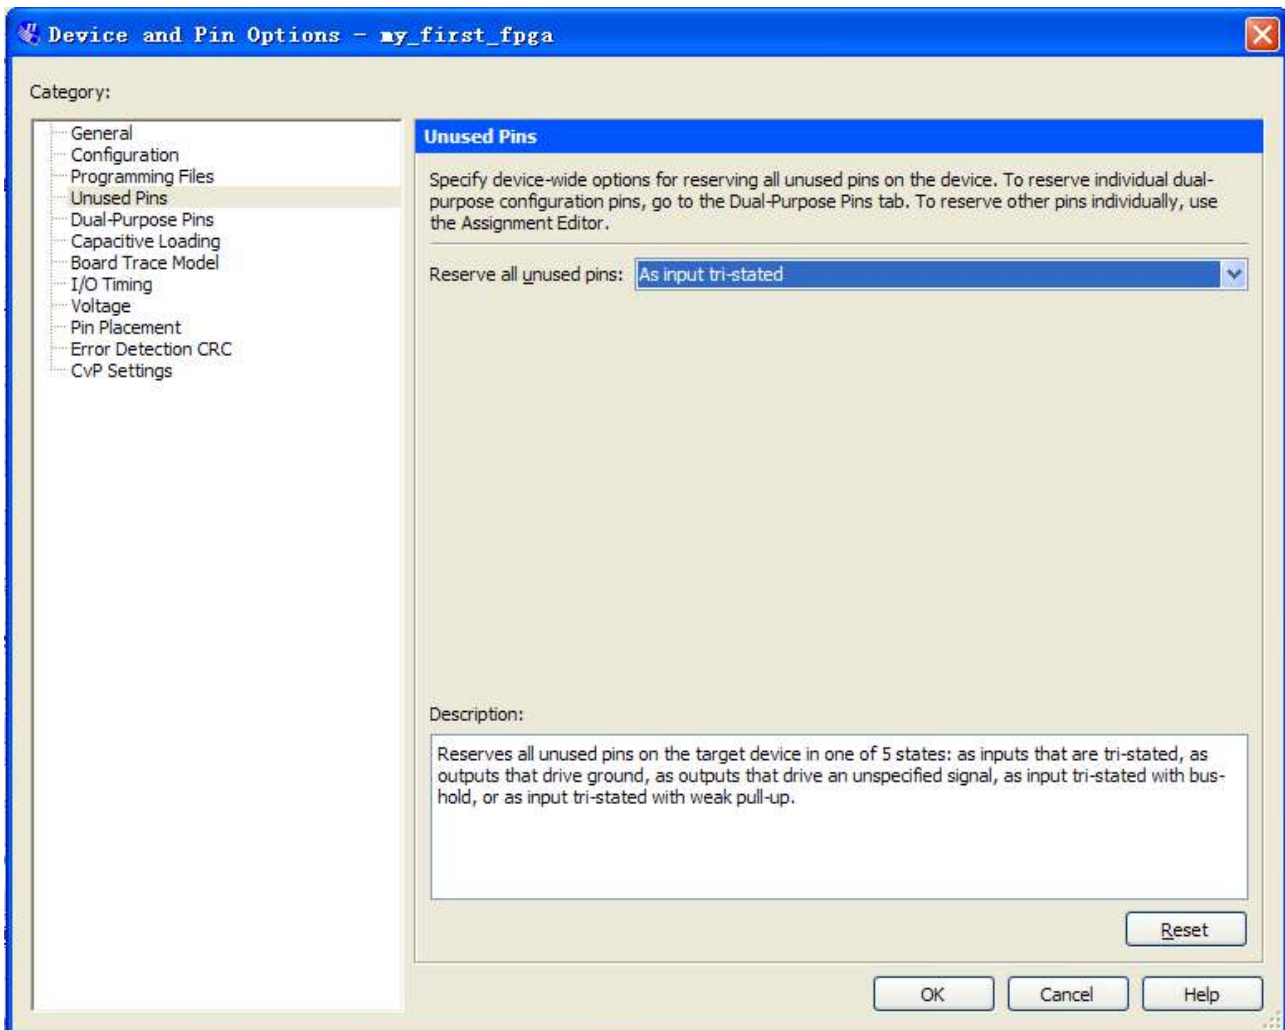 Device and Pin Options - my_first_fpga
Category:
General
Configuration
Programming Files
Unused Pins
Dual-Purpose Pins
Capacitive Loading
Board Trace Model
I/O Timing
Voltage
Pin Placement
Error Detection CRC
CvP Settings
Unused Pins
Specify device-wide options for reserving all unused pins on the device. To reserve individual dual-
purpose configuration pins, go to the Dual-Purpose Pins tab. To reserve other pins individually, use
the Assignment Editor.
Reserve all unused pins: As input tri-stated
Description:
Reserves all unused pins on the target device in one of 5 states: as inputs that are tri-stated, as
outputs that drive ground, as outputs that drive an unspecified signal, as input tri-stated with bus-
hold, or as input tri-stated with weak pull-up.
Reset
OK Cancel Help